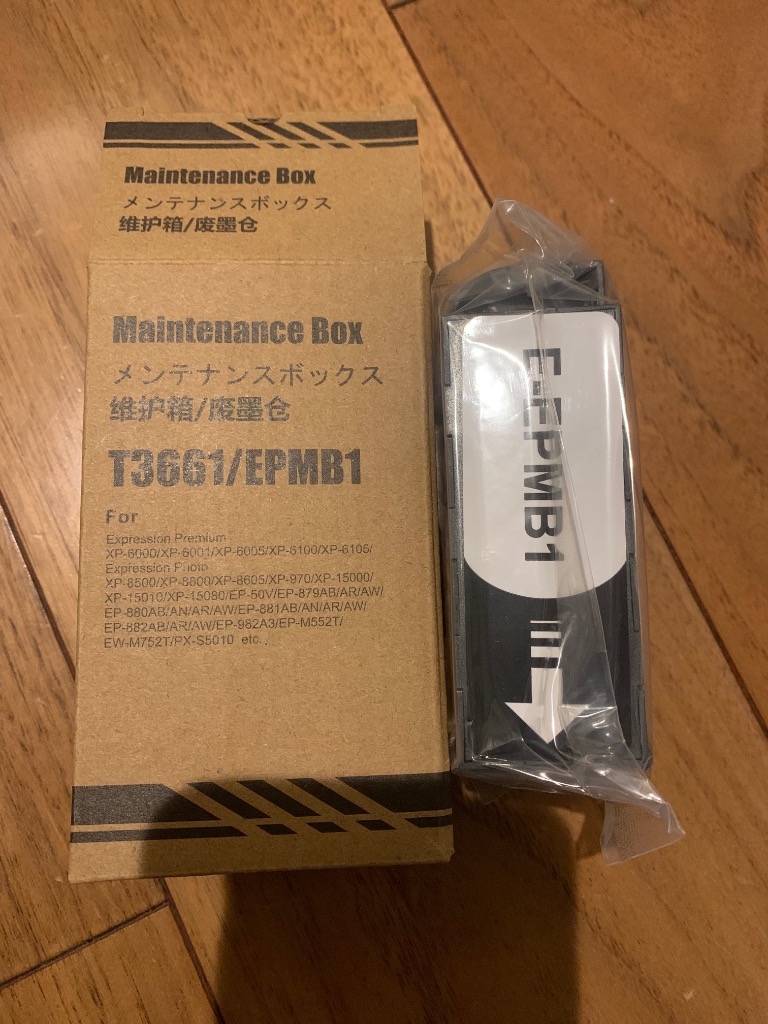 Maintenance Box
メンテナンスボックス
维护箱/废墨仓
Maintenance Box
メンテナンスボックス
维护箱/废墨仓
T3661/EPMB1
For
Expression Premium
XP-6000/XP-6001/XP-6005/XP-6100/XP-6105/
Expression Photo
XP-8500/XP-8600/XP-8605/XP-970/XP-15000/
XP-15010/XP-15080/EP-50V/EP-879AB/AR/AW/
EP-880AB/AN/AR/AW/EP-881AB/AN/AR/AW/
EP-882AB/AR/AW/EP-982A3/EP-M552T/
EW-M752T/PX-S5010 etc.,
E-EPMB1